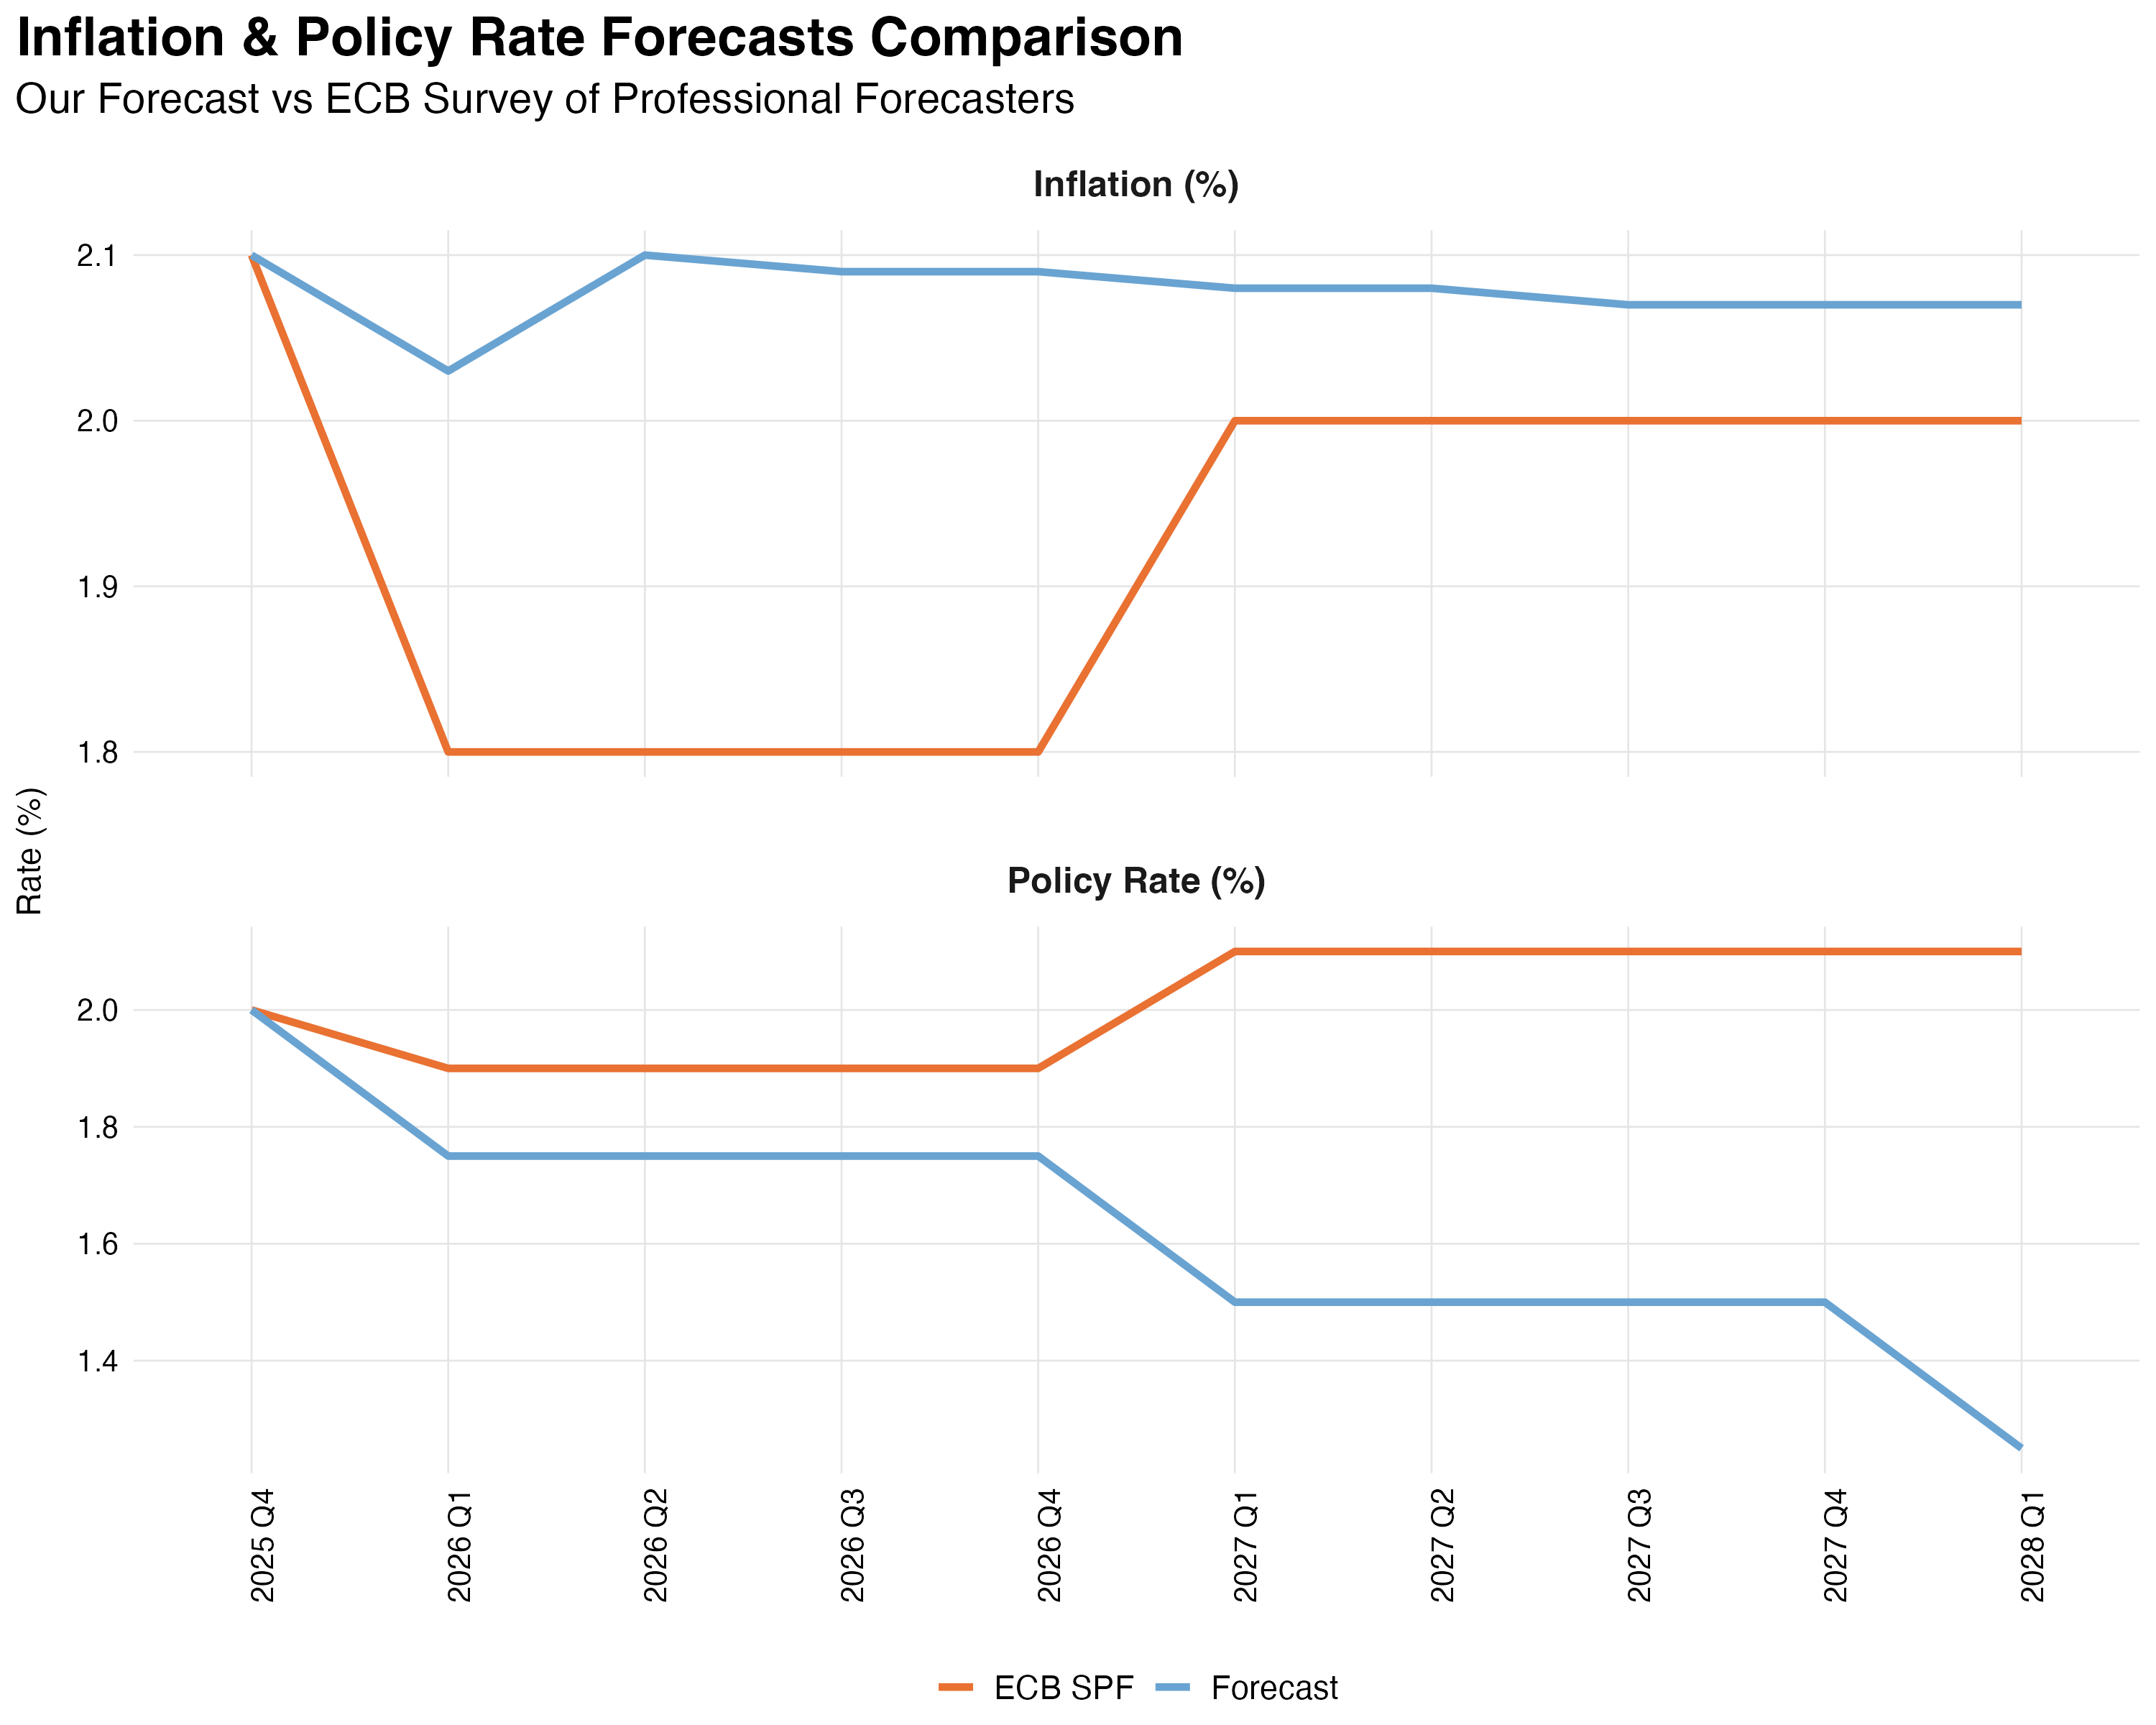 Inflation & Policy Rate Forecasts Comparison
Our Forecast vs ECB Survey of Professional Forecasters
Inflation (%)
2.1
2.0
1.9
1.8
Rate (%)
Policy Rate (%)
2.0
1.8
1.6
1.4
2025 Q4
2026 Q1
2026 Q2
2026 Q3
2026 Q4
2027 Q1
2027 Q2
2027 Q3
2027 Q4
2028 Q1
ECB SPF
Forecast